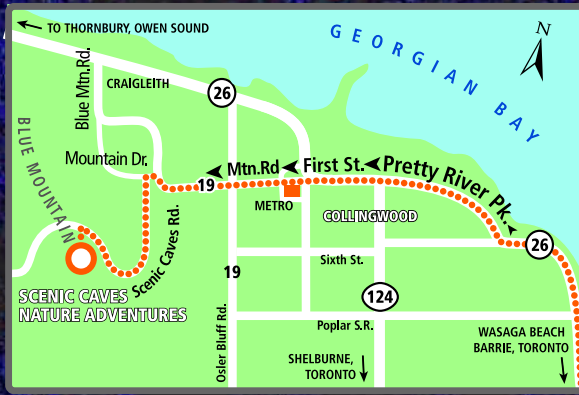 TO THORNBURY, OWEN SOUND
N
GEORGIAN BAY
Blue Mtn.Rd.
CRAIGLEITH
26
BLUE MOUNTAIN
Mountain Dr.
19
Mtn.Rd
First St.
Pretty River Pk.
METRO
COLLINGWOOD
Scenic Caves Rd.
26
Sixth St.
19
SCENIC CAVES
NATURE ADVENTURES
124
Osler Bluff Rd.
Poplar S.R.
WASAGA BEACH
BARRIE, TORONTO
SHELBURNE,
TORONTO